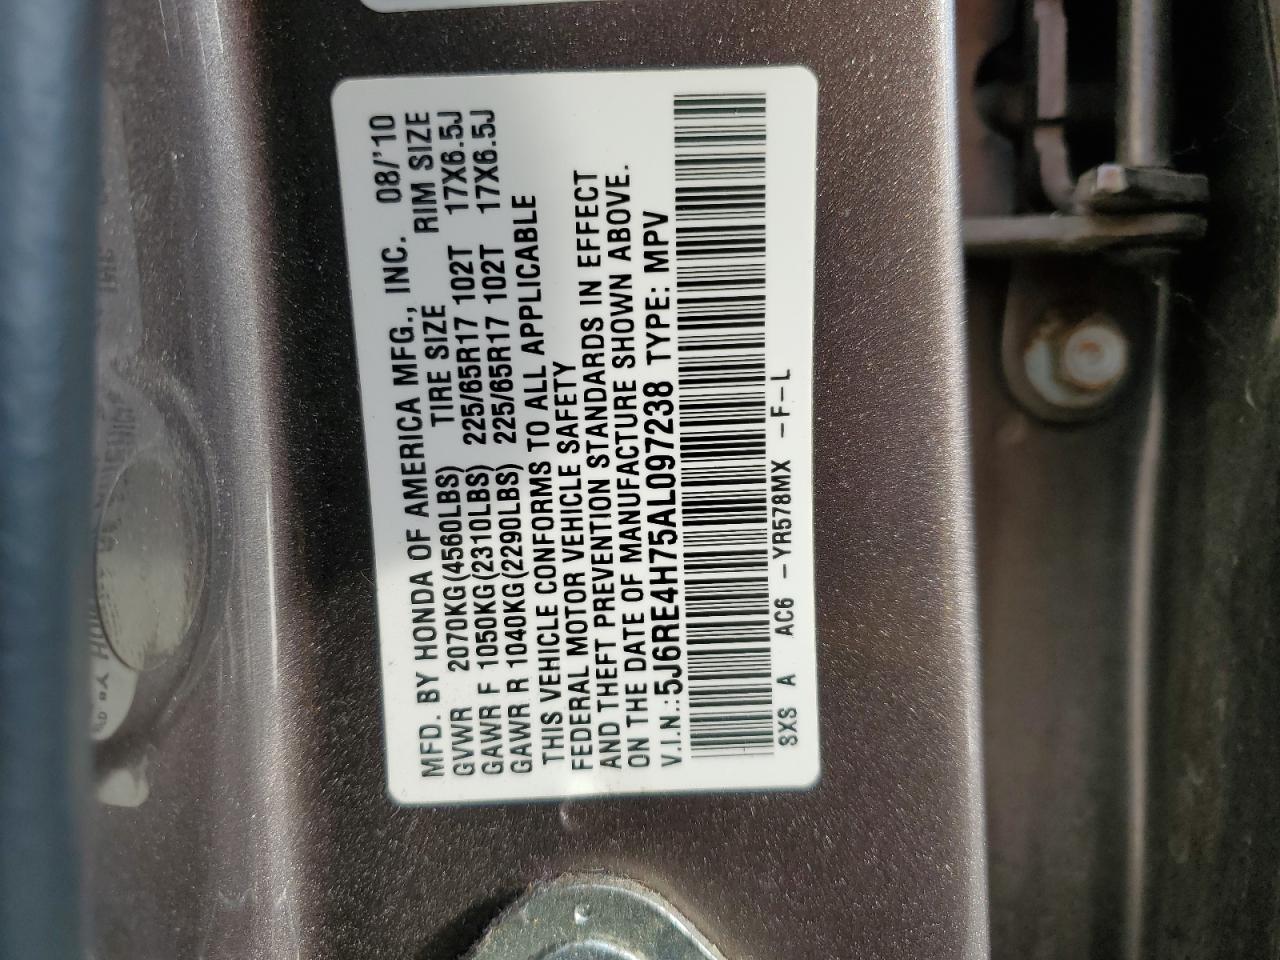 MFD. BY HONDA OF AMERICA MFG., INC. 08/'10
GVWR 2070KG(4560LBS) TIRE SIZE RIM SIZE
GAWR F 1050KG(2310LBS) 225/65R17 102T 17X6.5J
GAWR R 1040KG(2290LBS) 225/65R17 102T 17X6.5J
THIS VEHICLE CONFORMS TO ALL APPLICABLE
FEDERAL MOTOR VEHICLE SAFETY
AND THEFT PREVENTION STANDARDS IN EFFECT
ON THE DATE OF MANUFACTURE SHOWN ABOVE.
V.I.N.: 5J6RE4H75AL097238 TYPE: MPV
SXS A AC6 -YR578MX -F-L